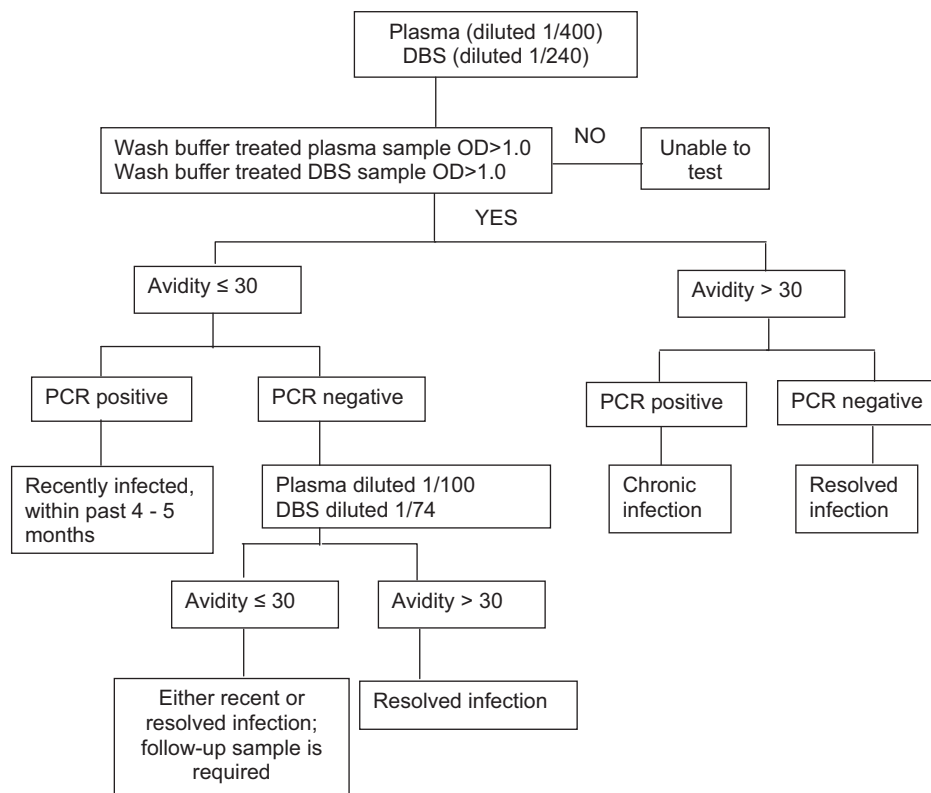 Plasma (diluted 1/400)
DBS (diluted 1/240)
Wash buffer treated plasma sample OD>1.0
Wash buffer treated DBS sample OD>1.0
NO
Unable to
test
YES
Avidity ≤ 30
Avidity > 30
PCR positive
PCR negative
PCR positive
PCR negative
Recently infected,
within past 4 - 5
months
Plasma diluted 1/100
DBS diluted 1/74
Chronic
infection
Resolved
infection
Avidity ≤ 30
Avidity > 30
Either recent or
resolved infection;
follow-up sample is
required
Resolved infection